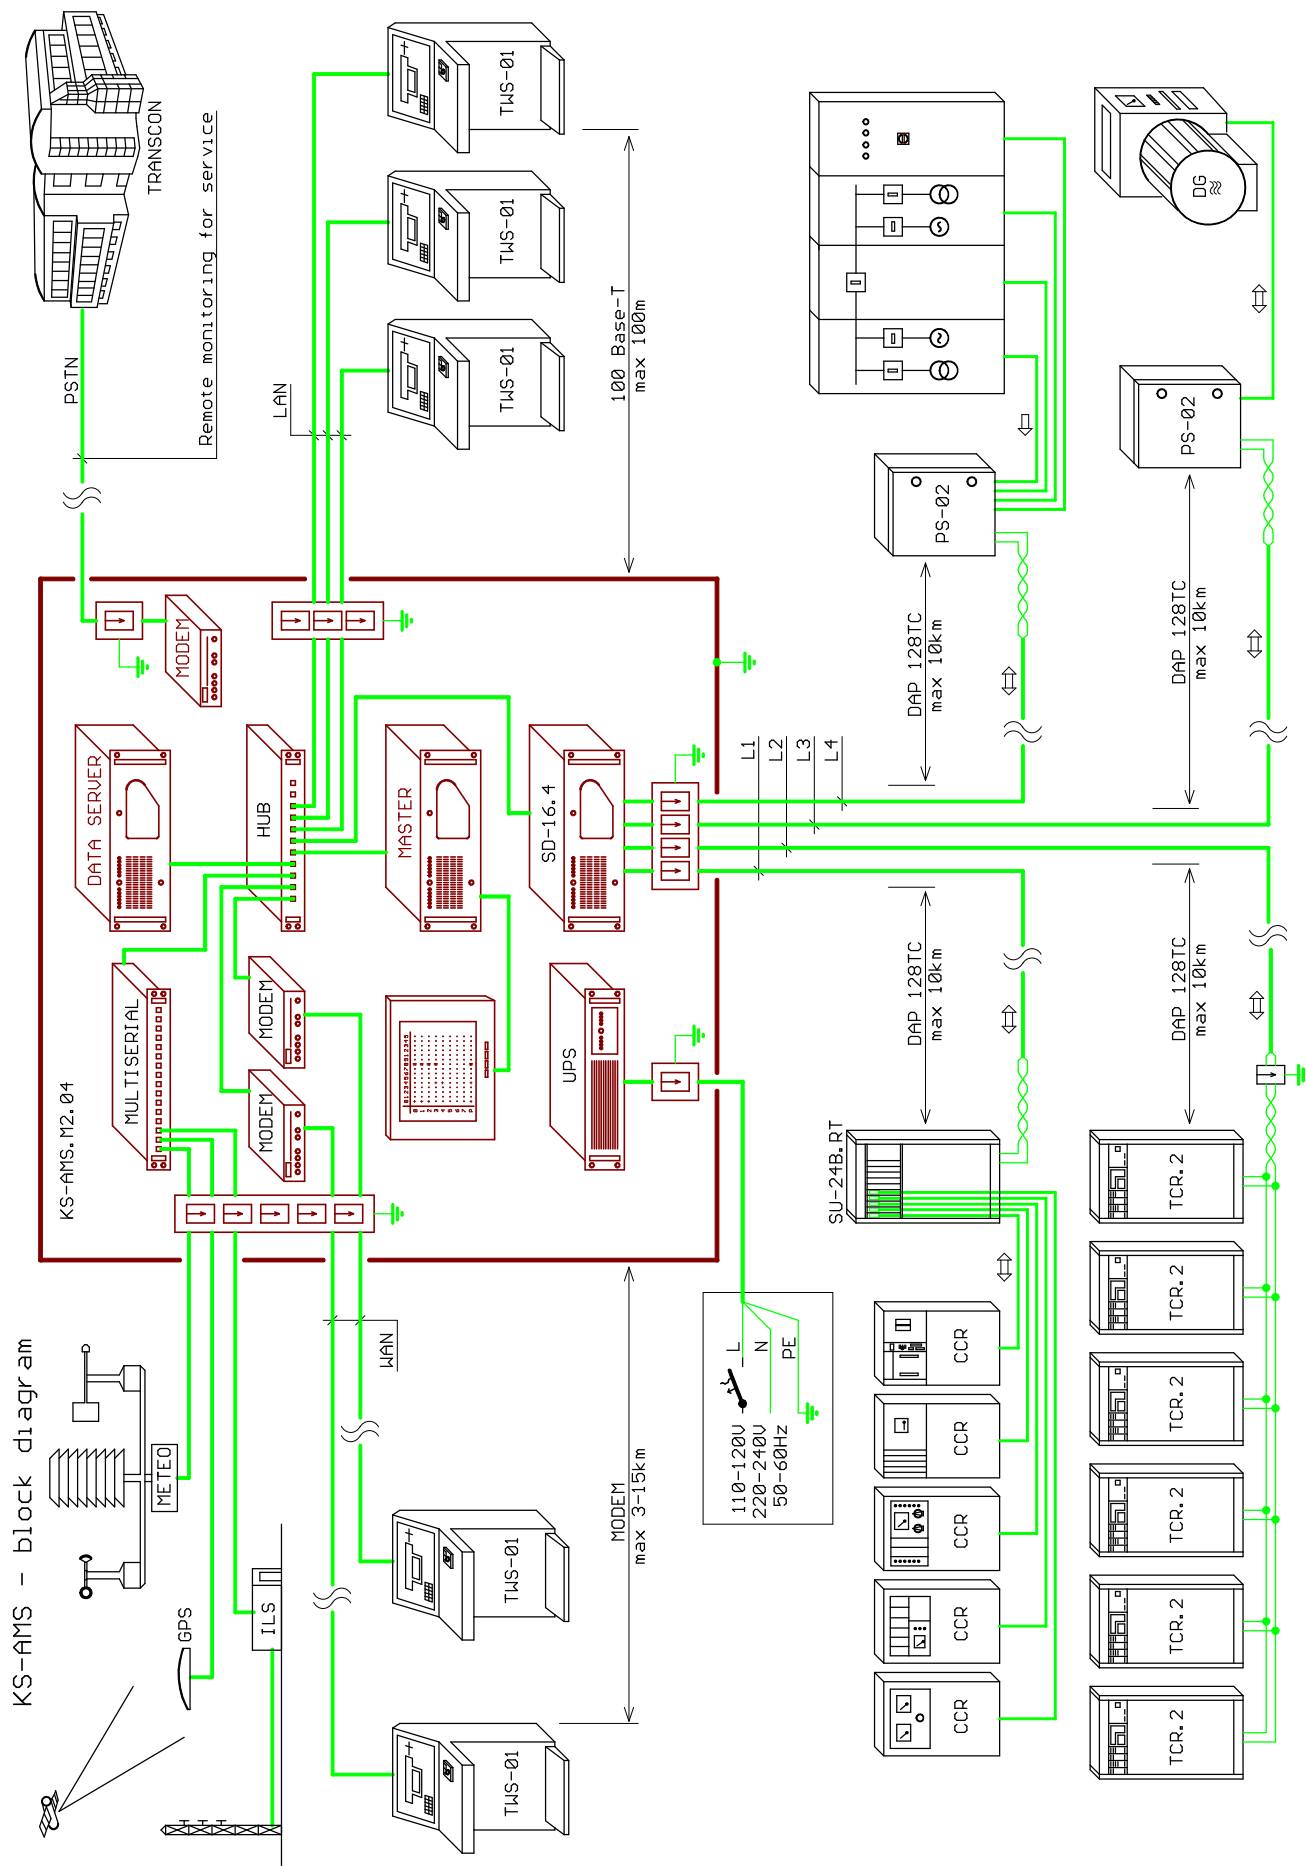 KS-AMS - block diagram
METEO
GPS
ILS
WAN
TWS-01
TWS-01
MODEM
max 3-15km
KS-AMS.M2.04
MULTISERIAL
MODEM
MODEM
UPS
DATA SERVER
HUB
MASTER
SD-16.4
MODEM
PSTN
TRANSCON
Remote monitoring for service
LAN
TWS-01
TWS-01
TWS-01
100 Base-T
max 100m
L1
L2
L3
L4
110-120V
220-240V
50-60Hz
L
N
PE
SU-24B.RT
CCR
CCR
CCR
CCR
CCR
DAP 128TC
max 10km
DAP 128TC
max 10km
PS-02
TCR.2
TCR.2
TCR.2
TCR.2
TCR.2
TCR.2
DAP 128TC
max 10km
DAP 128TC
max 10km
PS-02
DG